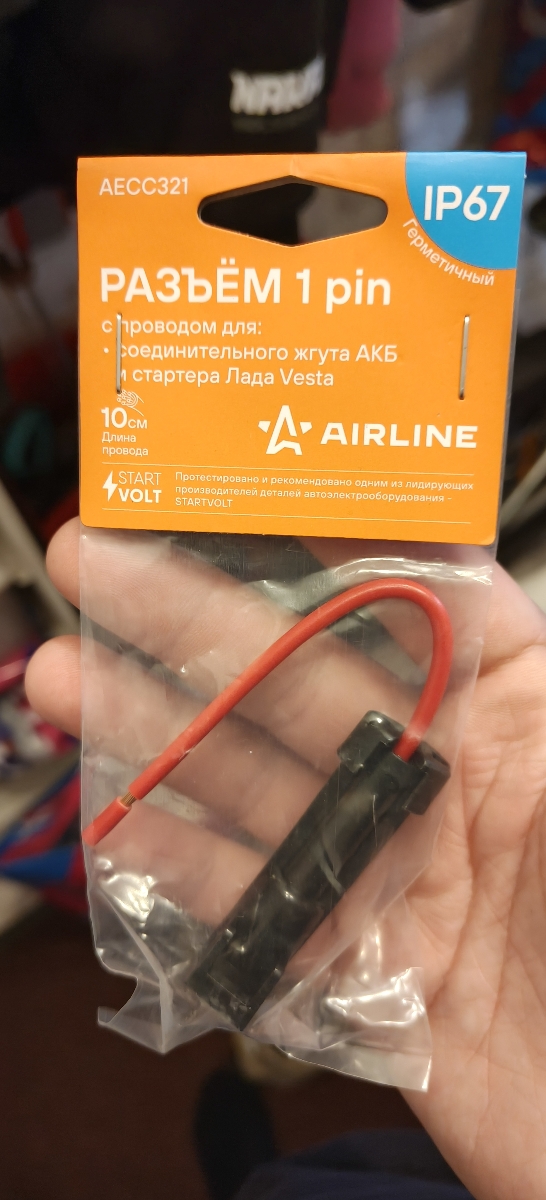 AECC321
IP67
Герметичный
РАЗЪЁМ 1 pin
с проводом для:
• соединительного жгута АКБ
и стартера Лада Vesta
10см
Длина
провода
AIRLINE
START
VOLT
Протестировано и рекомендовано одним из лидирующих
производителей деталей автоэлектрооборудования -
STARTVOLT